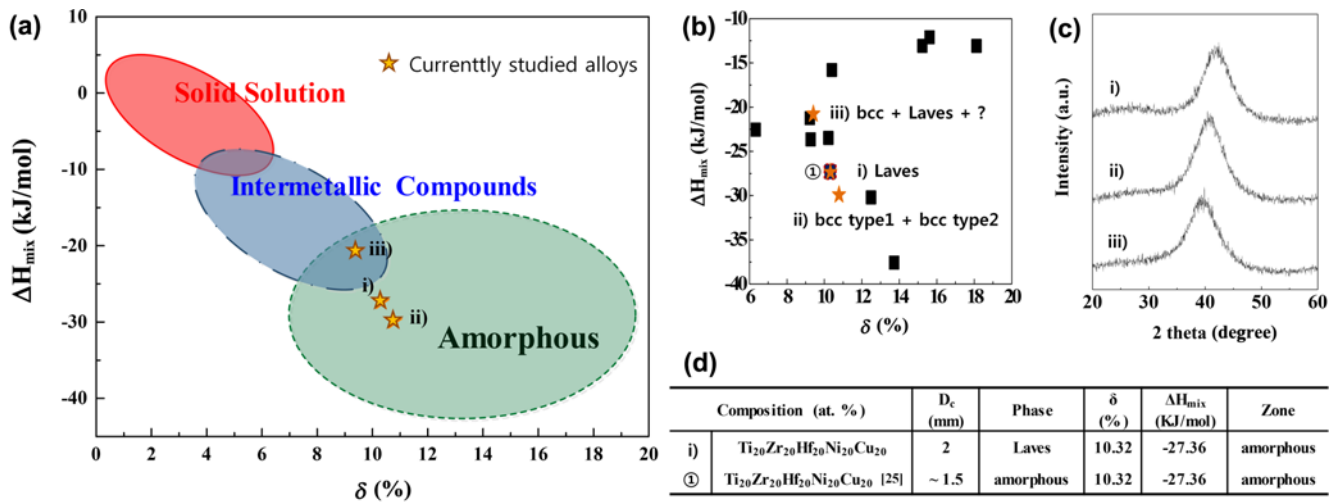 (a)
10
0
-10
-20
-30
-40
ΔHmix (kJ/mol)
0 2 4 6 8 10 12 14 16 18 20
δ (%)
Currenttly studied alloys
Solid Solution
Intermetallic Compounds
iii)
i)
ii)
Amorphous
(b)
-10
-15
-20
-25
-30
-35
-40
ΔHmix (kJ/mol)
6 8 10 12 14 16 18 20
δ (%)
iii) bcc + Laves + ?
① i) Laves
ii) bcc type1 + bcc type2
(c)
Intensity (a.u.)
i)
ii)
iii)
20 30 40 50 60
2 theta (degree)
(d)
Composition (at. %) Dc (mm) Phase δ (%) ΔHmix (KJ/mol) Zone
i) Ti20Zr20Hf20Ni20Cu20 2 Laves 10.32 -27.36 amorphous
① Ti20Zr20Hf20Ni20Cu20 [25] ~ 1.5 amorphous 10.32 -27.36 amorphous